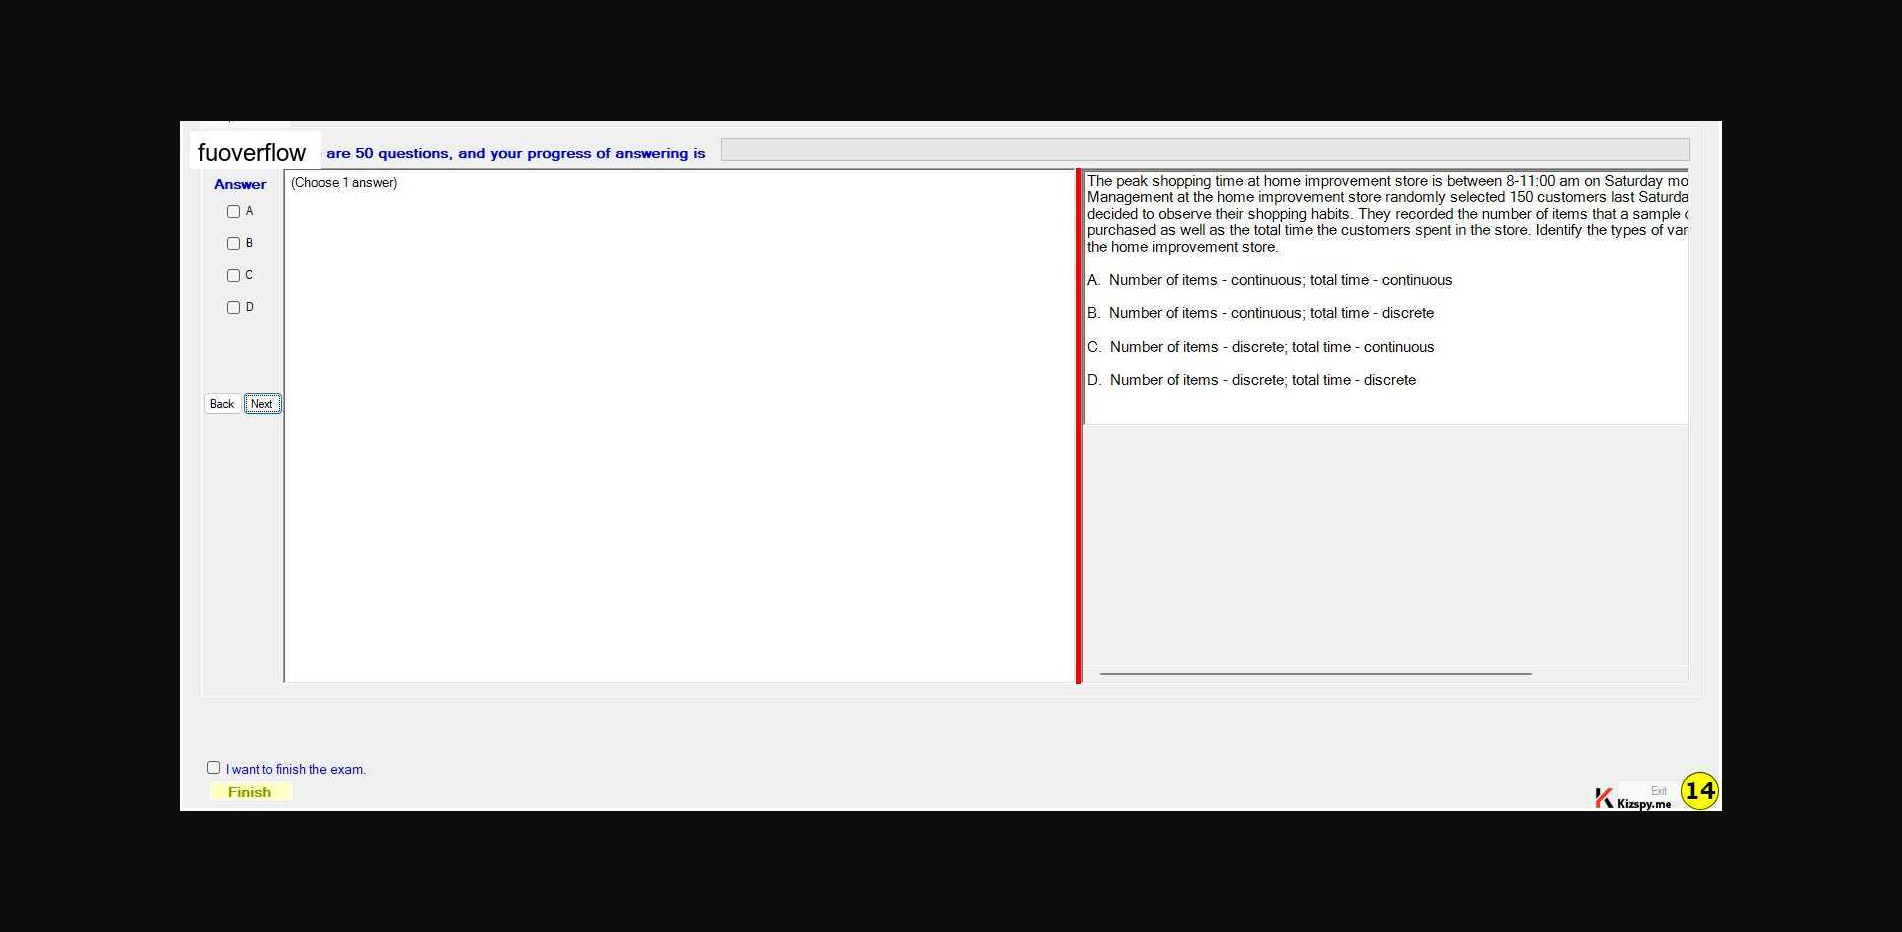 fuoverflow are 50 questions, and your progress of answering is
Answer
(Choose 1 answer)
A
B
C
D
Back Next
The peak shopping time at home improvement store is between 8-11:00 am on Saturday mo
Management at the home improvement store randomly selected 150 customers last Saturda
decided to observe their shopping habits. They recorded the number of items that a sample
purchased as well as the total time the customers spent in the store. Identify the types of var
the home improvement store.
A. Number of items - continuous; total time - continuous
B. Number of items - continuous; total time - discrete
C. Number of items - discrete; total time - continuous
D. Number of items - discrete; total time - discrete
I want to finish the exam.
Finish
Exit
Kizspy.me
14